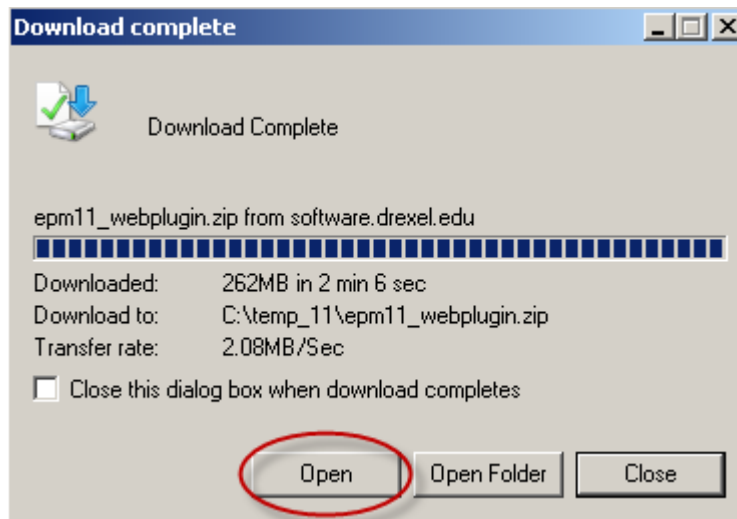 Download complete
Download Complete
epm11_webplugin.zip from software.drexel.edu
Downloaded: 262MB in 2 min 6 sec
Download to: C:\temp_11\epm11_webplugin.zip
Transfer rate: 2.08MB/Sec
Close this dialog box when download completes
Open Open Folder Close